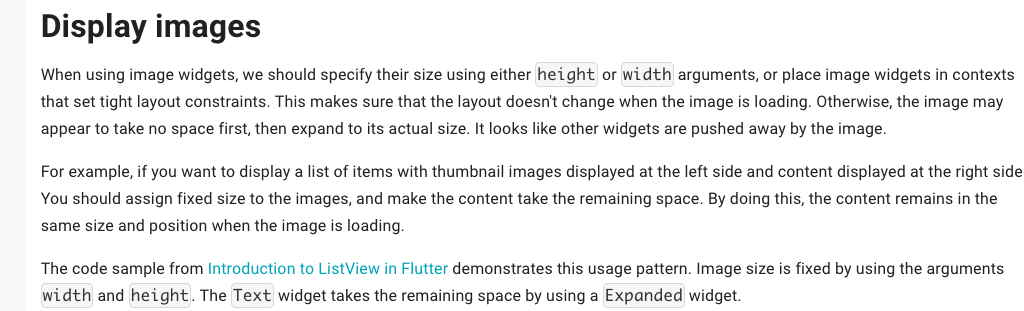 Display images
When using image widgets, we should specify their size using either height or width arguments, or place image widgets in contexts
that set tight layout constraints. This makes sure that the layout doesn't change when the image is loading. Otherwise, the image may
appear to take no space first, then expand to its actual size. It looks like other widgets are pushed away by the image.
For example, if you want to display a list of items with thumbnail images displayed at the left side and content displayed at the right side
You should assign fixed size to the images, and make the content take the remaining space. By doing this, the content remains in the
same size and position when the image is loading.
The code sample from Introduction to ListView in Flutter demonstrates this usage pattern. Image size is fixed by using the arguments
width and height. The Text widget takes the remaining space by using a Expanded widget.